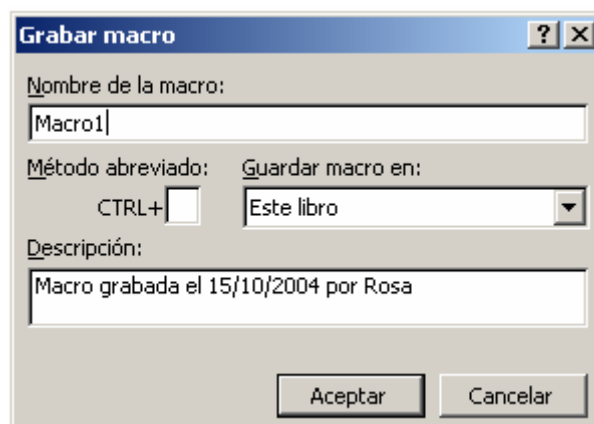 Grabar macro
Nombre de la macro:
Macro1
Método abreviado: Guardar macro en:
CTRL+ Este libro
Descripción:
Macro grabada el 15/10/2004 por Rosa
Aceptar Cancelar